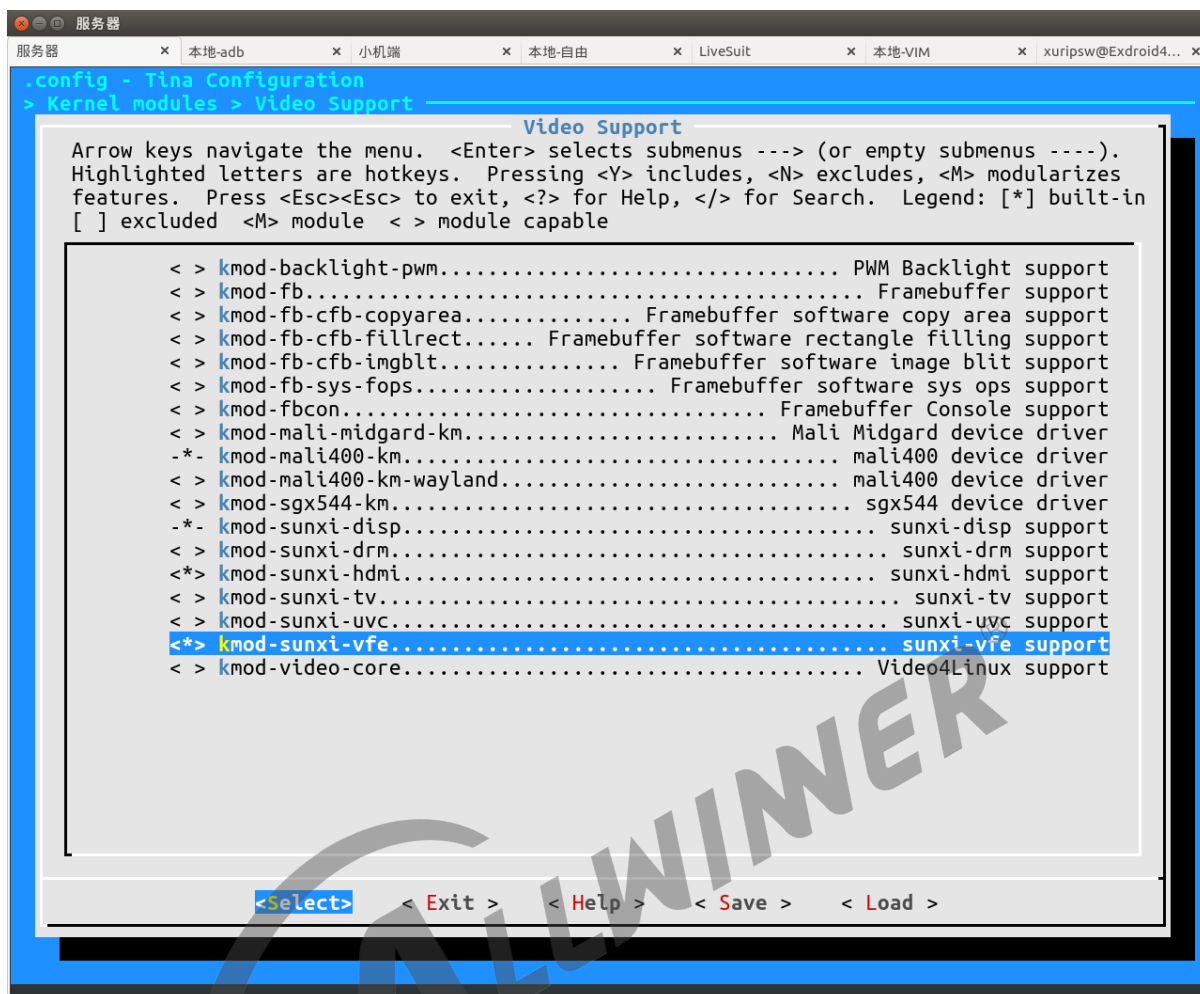 服务器
服务器 × 本地-adb × 小机端 × 本地-自由 × LiveSuit × 本地-VIM × xuripsw@Exdroid4... ×
.config - Tina Configuration
> Kernel modules > Video Support
Video Support
Arrow keys navigate the menu. <Enter> selects submenus ---> (or empty submenus ----).
Highlighted letters are hotkeys. Pressing <Y> includes, <N> excludes, <M> modularizes
features. Press <Esc><Esc> to exit, <?> for Help, </> for Search. Legend: [*] built-in
[ ] excluded <M> module < > module capable
< > kmod-backlight-pwm................................. PWM Backlight support
< > kmod-fb.............................................. Framebuffer support
< > kmod-fb-cfb-copyarea.............. Framebuffer software copy area support
< > kmod-fb-cfb-fillrect...... Framebuffer software rectangle filling support
< > kmod-fb-cfb-imgblt............... Framebuffer software image blit support
< > kmod-fb-sys-fops.................... Framebuffer software sys ops support
< > kmod-fbcon................................... Framebuffer Console support
< > kmod-mali-midgard-km.......................... Mali Midgard device driver
-*- kmod-mali400-km.................................... mali400 device driver
< > kmod-mali400-km-wayland............................ mali400 device driver
< > kmod-sgx544-km...................................... sgx544 device driver
-*- kmod-sunxi-disp........................................ sunxi-disp support
< > kmod-sunxi-drm......................................... sunxi-drm support
<*> kmod-sunxi-hdmi....................................... sunxi-hdmi support
< > kmod-sunxi-tv........................................... sunxi-tv support
< > kmod-sunxi-uvc......................................... sunxi-uvc support
<*> kmod-sunxi-vfe......................................... sunxi-vfe support
< > kmod-video-core...................................... Video4Linux support
<Select> < Exit > < Help > < Save > < Load >
ALLWINNER®